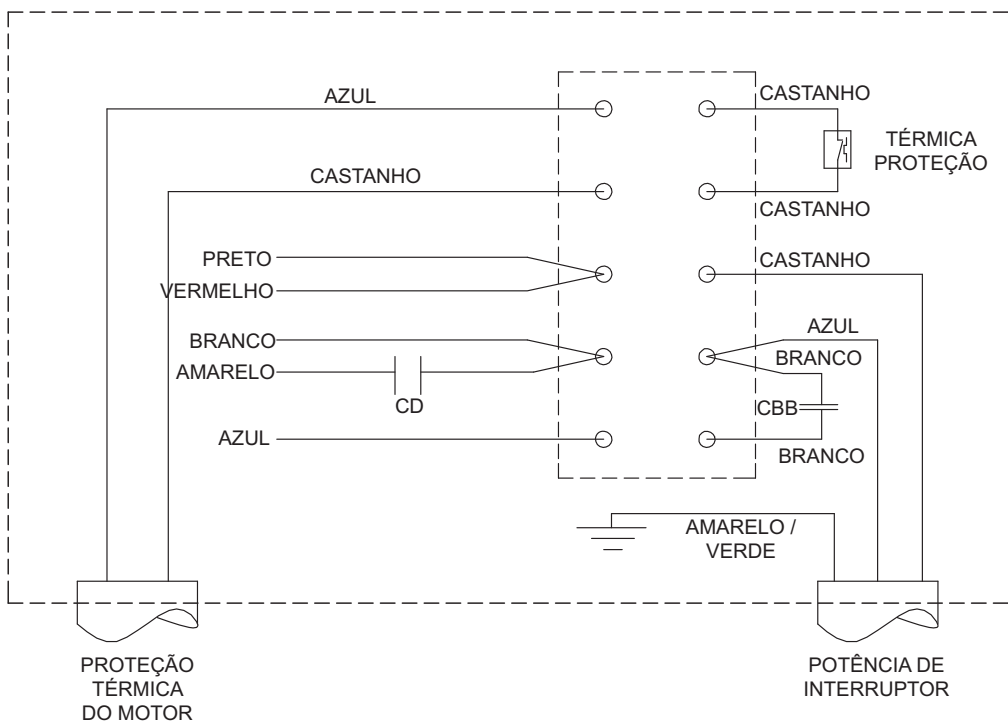 AZUL
CASTANHO
TÉRMICA
PROTEÇÃO
CASTANHO
CASTANHO
PRETO
CASTANHO
VERMELHO
AZUL
BRANCO
BRANCO
AMARELO
CD
CBB
AZUL
BRANCO
AMARELO /
VERDE
PROTEÇÃO
TÉRMICA
DO MOTOR
POTÊNCIA DE
INTERRUPTOR